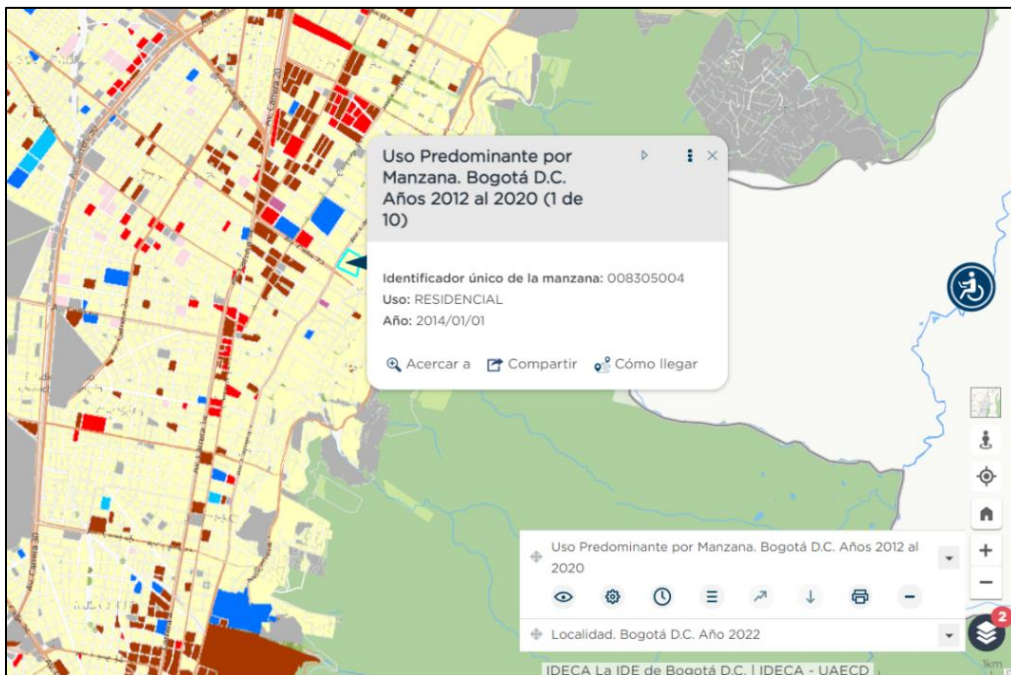 Uso Predominante por
Manzana. Bogotá D.C.
Años 2012 al 2020 (1 de
10)
Identificador único de la manzana: 008305004
Uso: RESIDENCIAL
Año: 2014/01/01
Acercar a Compartir Cómo llegar
Uso Predominante por Manzana. Bogotá D.C. Años 2012 al
2020
Localidad. Bogotá D.C. Año 2022
2
1km
IDECA La IDE de Bogotá D.C. | IDECA - UAECD